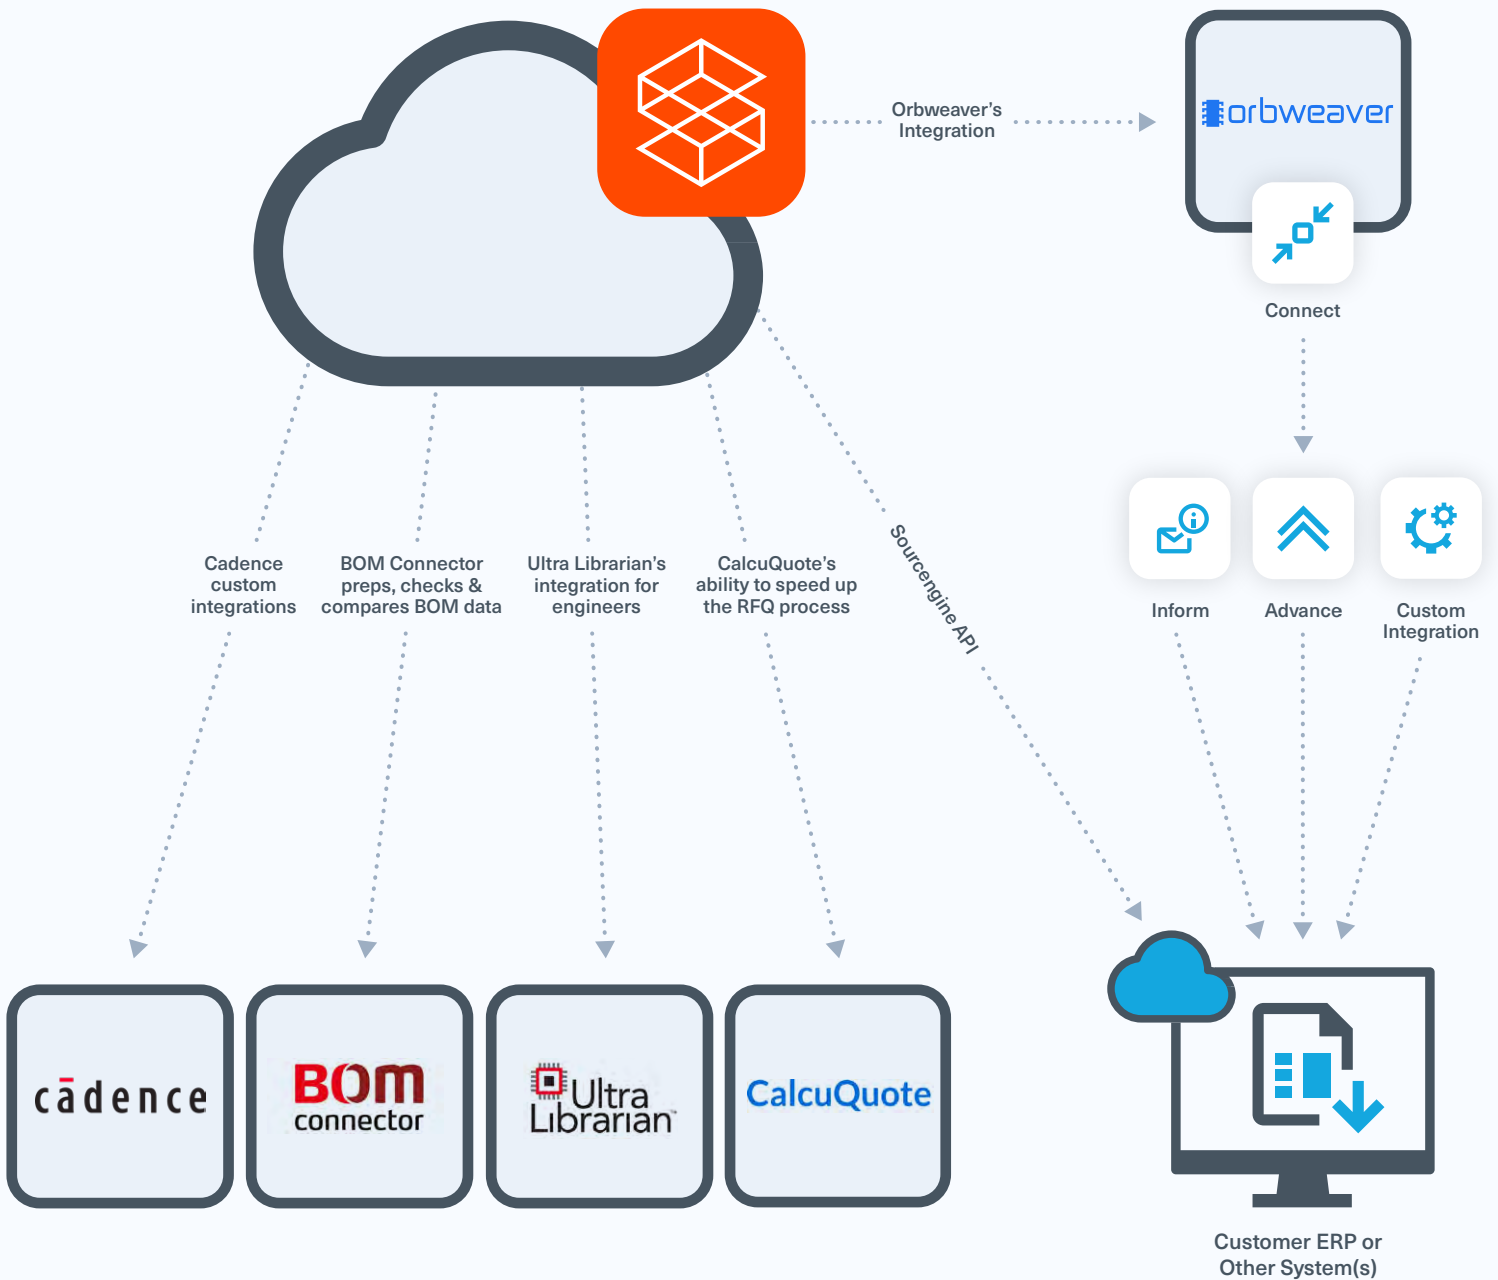 Orbweaver's
Integration
orbweaver
Connect
Cadence
custom
integrations
BOM Connector
preps, checks &
compares BOM data
Ultra Librarian's
integration for
engineers
CalcuQuote's
ability to speed up
the RFQ process
Sourcengine API
Inform
Advance
Custom
Integration
cādence
BOM
connector
Ultra
Librarian™
CalcuQuote
Customer ERP or
Other System(s)